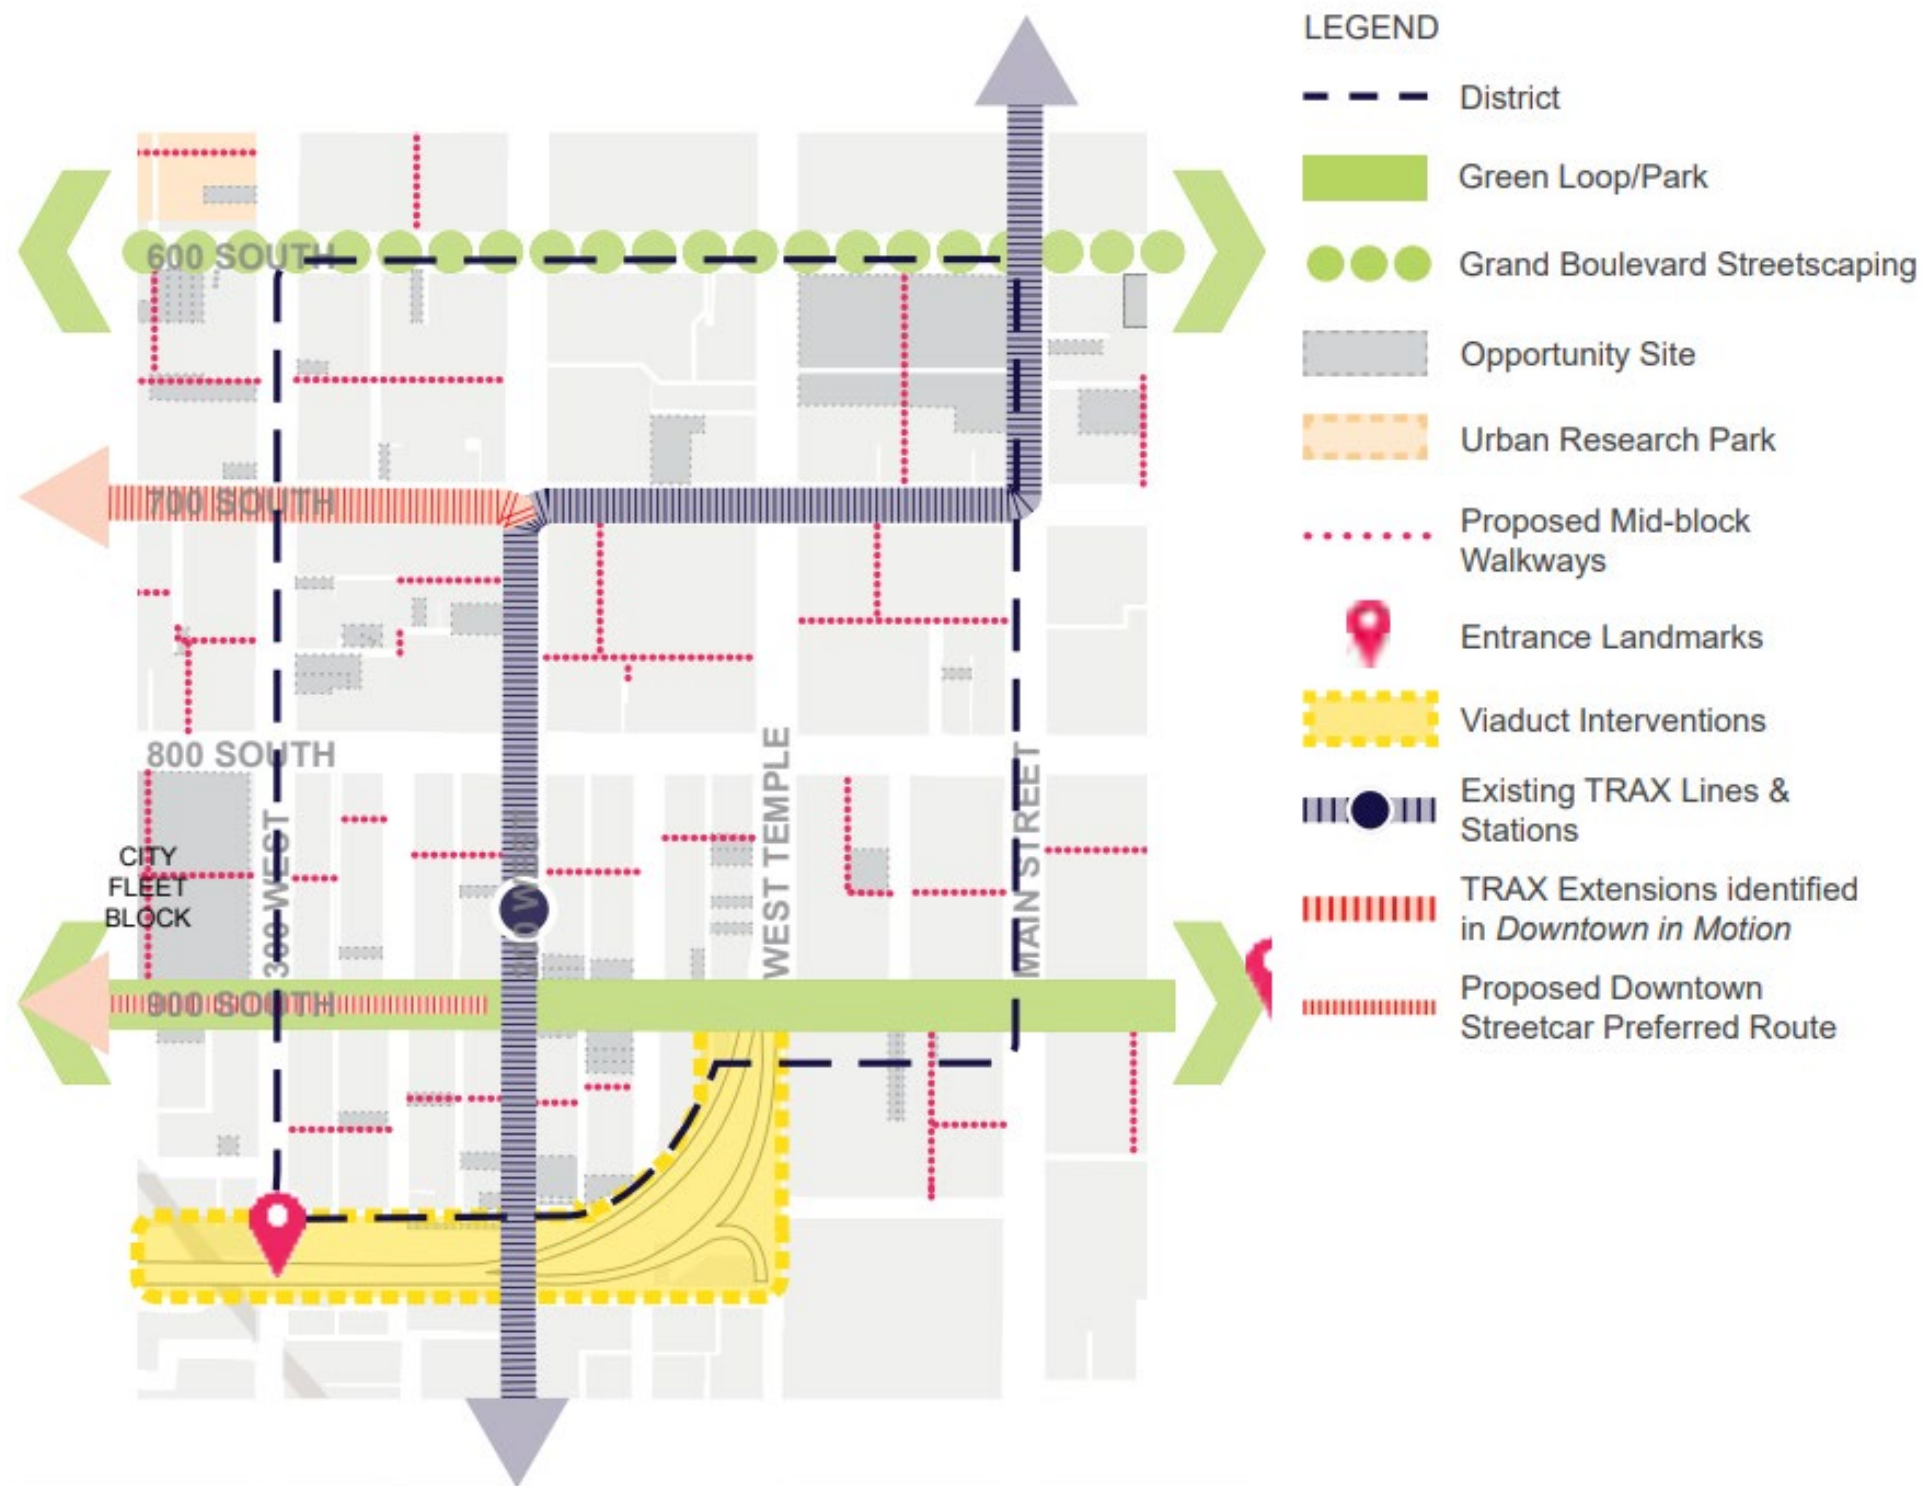 600 SOUTH
700 SOUTH
800 SOUTH
CITY
FLEET
BLOCK
300 WEST
200 WEST
WEST TEMPLE
MAIN STREET
900 SOUTH
LEGEND
District
Green Loop/Park
Grand Boulevard Streetscaping
Opportunity Site
Urban Research Park
Proposed Mid-block
Walkways
Entrance Landmarks
Viaduct Interventions
Existing TRAX Lines &
Stations
TRAX Extensions identified
in Downtown in Motion
Proposed Downtown
Streetcar Preferred Route